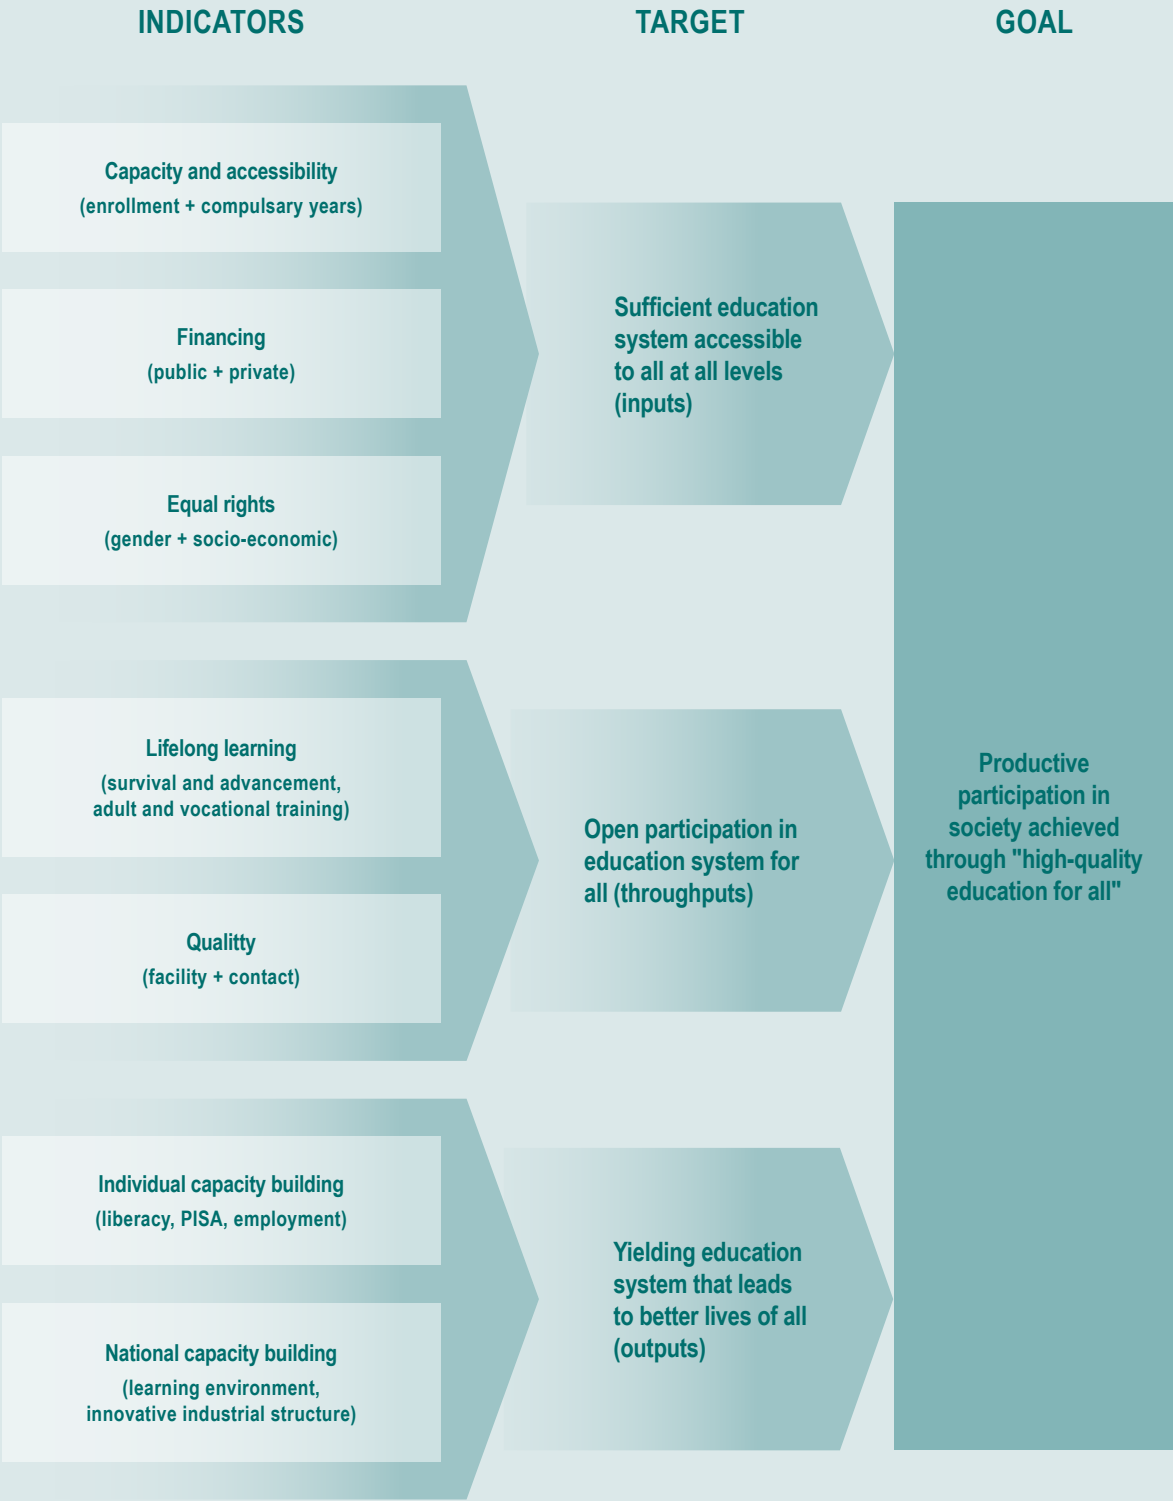 INDICATORS
TARGET
GOAL
Capacity and accessibility
(enrollment + compulsary years)
Financing
(public + private)
Equal rights
(gender + socio-economic)
Sufficient education
system accessible
to all at all levels
(inputs)
Lifelong learning
(survival and advancement,
adult and vocational training)
Qualitty
(facility + contact)
Open participation in
education system for
all (throughputs)
Individual capacity building
(liberacy, PISA, employment)
National capacity building
(learning environment,
innovative industrial structure)
Yielding education
system that leads
to better lives of all
(outputs)
Productive
participation in
society achieved
through "high-quality
education for all"